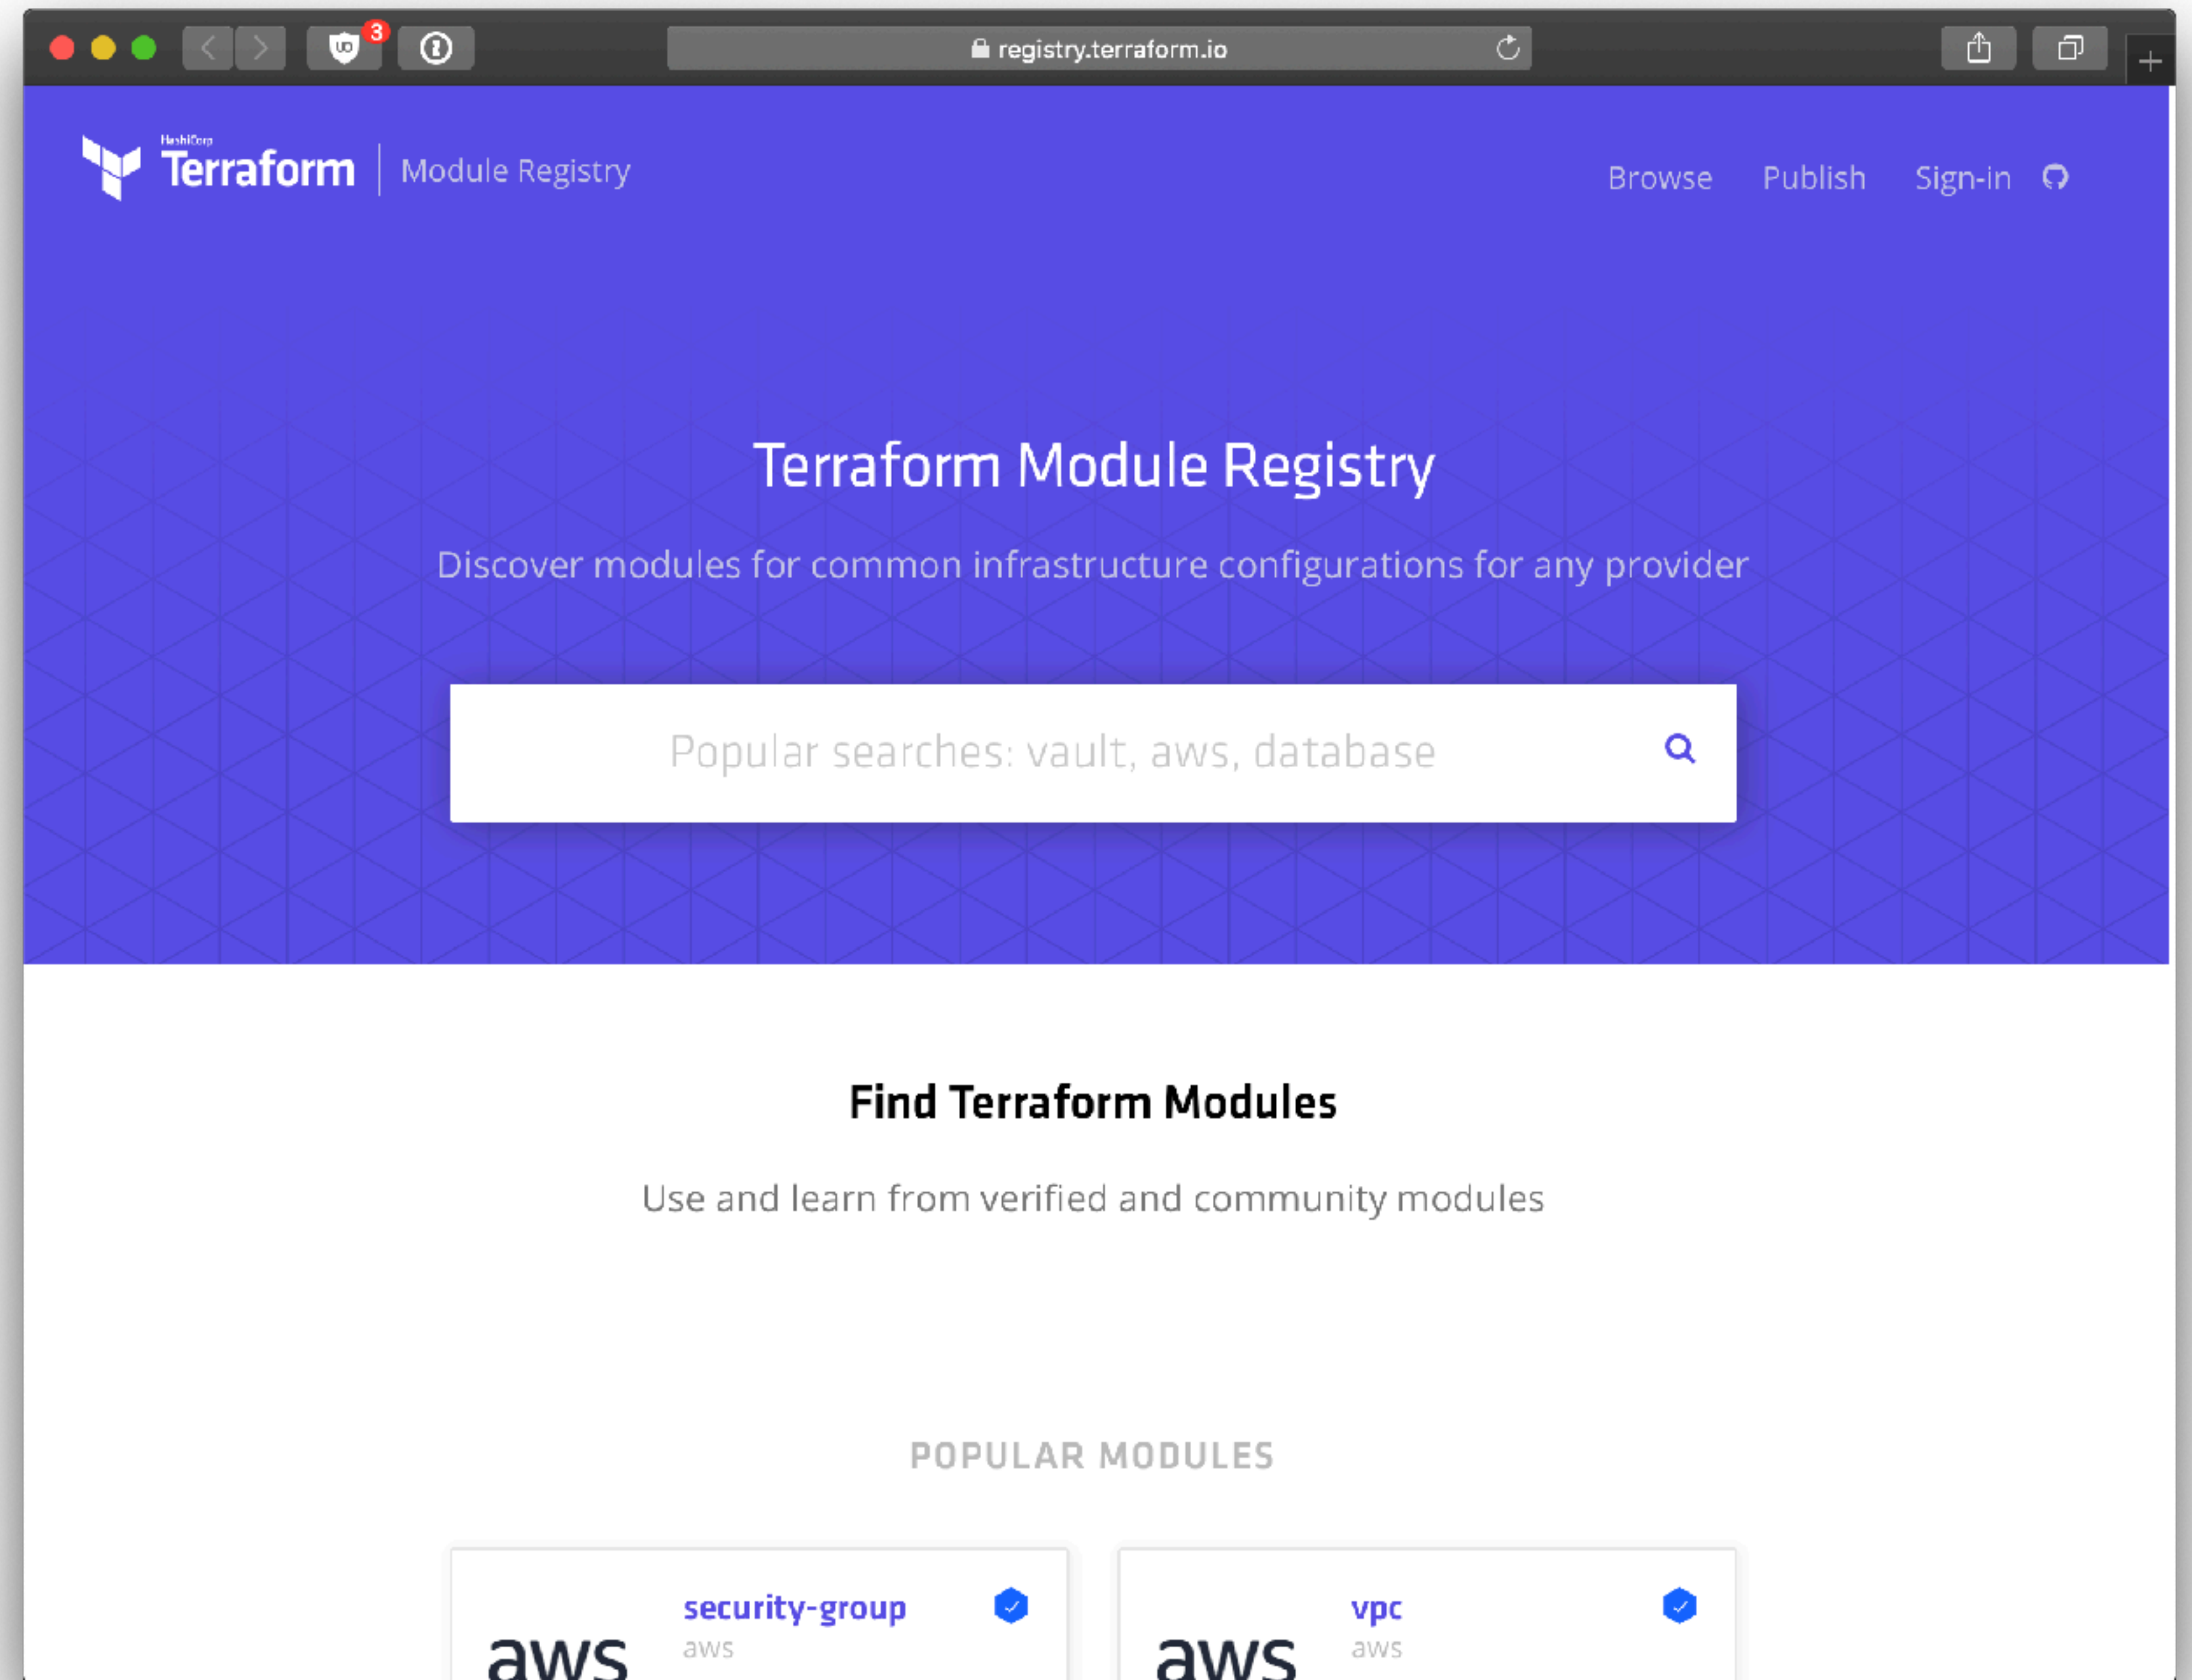 3
registry.terraform.io
HashiCorp
Terraform
Module Registry
Browse Publish Sign-in
Terraform Module Registry
Discover modules for common infrastructure configurations for any provider
Popular searches: vault, aws, database
Find Terraform Modules
Use and learn from verified and community modules
POPULAR MODULES
aws
security-group
aws
aws
vpc
aws